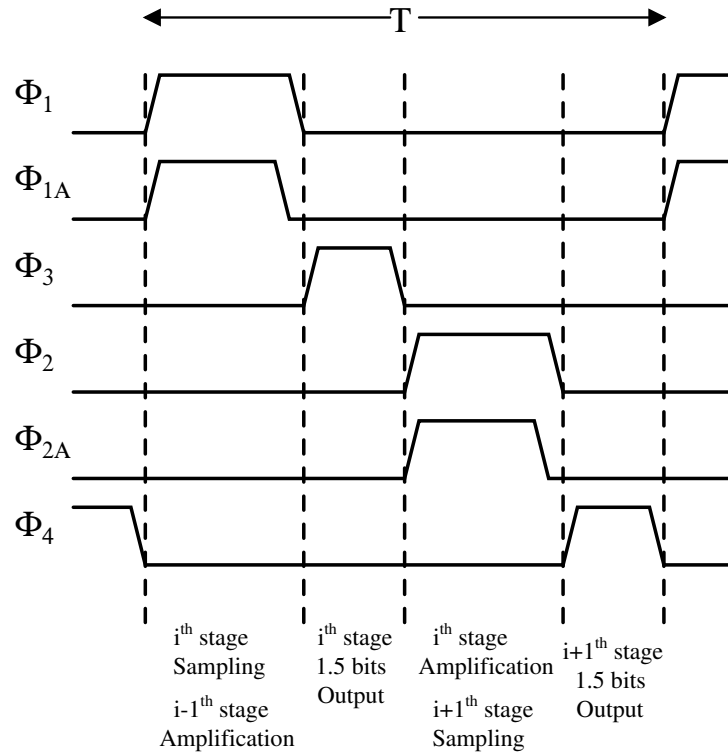 T
Φ1
Φ1A
Φ3
Φ2
Φ2A
Φ4
ith stage
Sampling
i-1th stage
Amplification
ith stage
1.5 bits
Output
ith stage
Amplification
i+1th stage
Sampling
i+1th stage
1.5 bits
Output